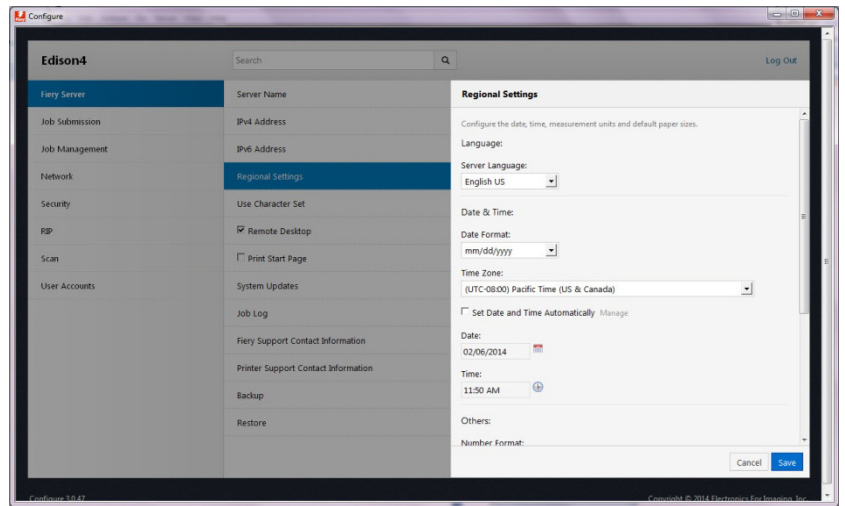 Configure
Edison4
Search
Log Out
Fiery Server
Job Submission
Job Management
Network
Security
RIP
Scan
User Accounts
Server Name
IPv4 Address
IPv6 Address
Regional Settings
Use Character Set
Remote Desktop
Print Start Page
System Updates
Job Log
Fiery Support Contact Information
Printer Support Contact Information
Backup
Restore
Regional Settings
Configure the date, time, measurement units and default paper sizes.
Language:
Server Language:
English US
Date & Time:
Date Format:
mm/dd/yyyy
Time Zone:
(UTC-08:00) Pacific Time (US & Canada)
Set Date and Time Automatically Manage
Date:
02/06/2014
Time:
11:50 AM
Others:
Number Format:
Cancel Save
Configure 3.0.47
Copyright © 2014 Electronics For Imaging, Inc.